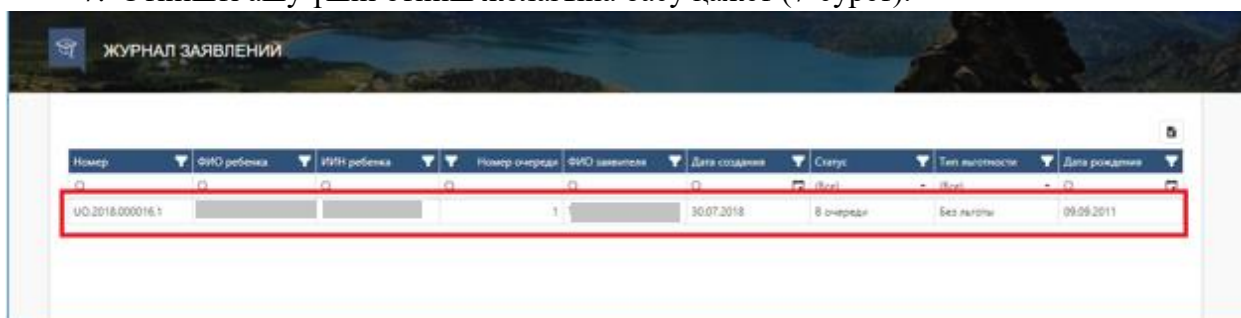 ЖУРНАЛ ЗАЯВЛЕНИЙ
Номер ФИО ребенка ИИН ребенка Номер очереди ФИО заявителя Дата создания Статус Тип льготности Дата рождения
(Все) (Все)
UO.2018.000016.1 1 30.07.2018 В очереди Без льготы 09.09.2011